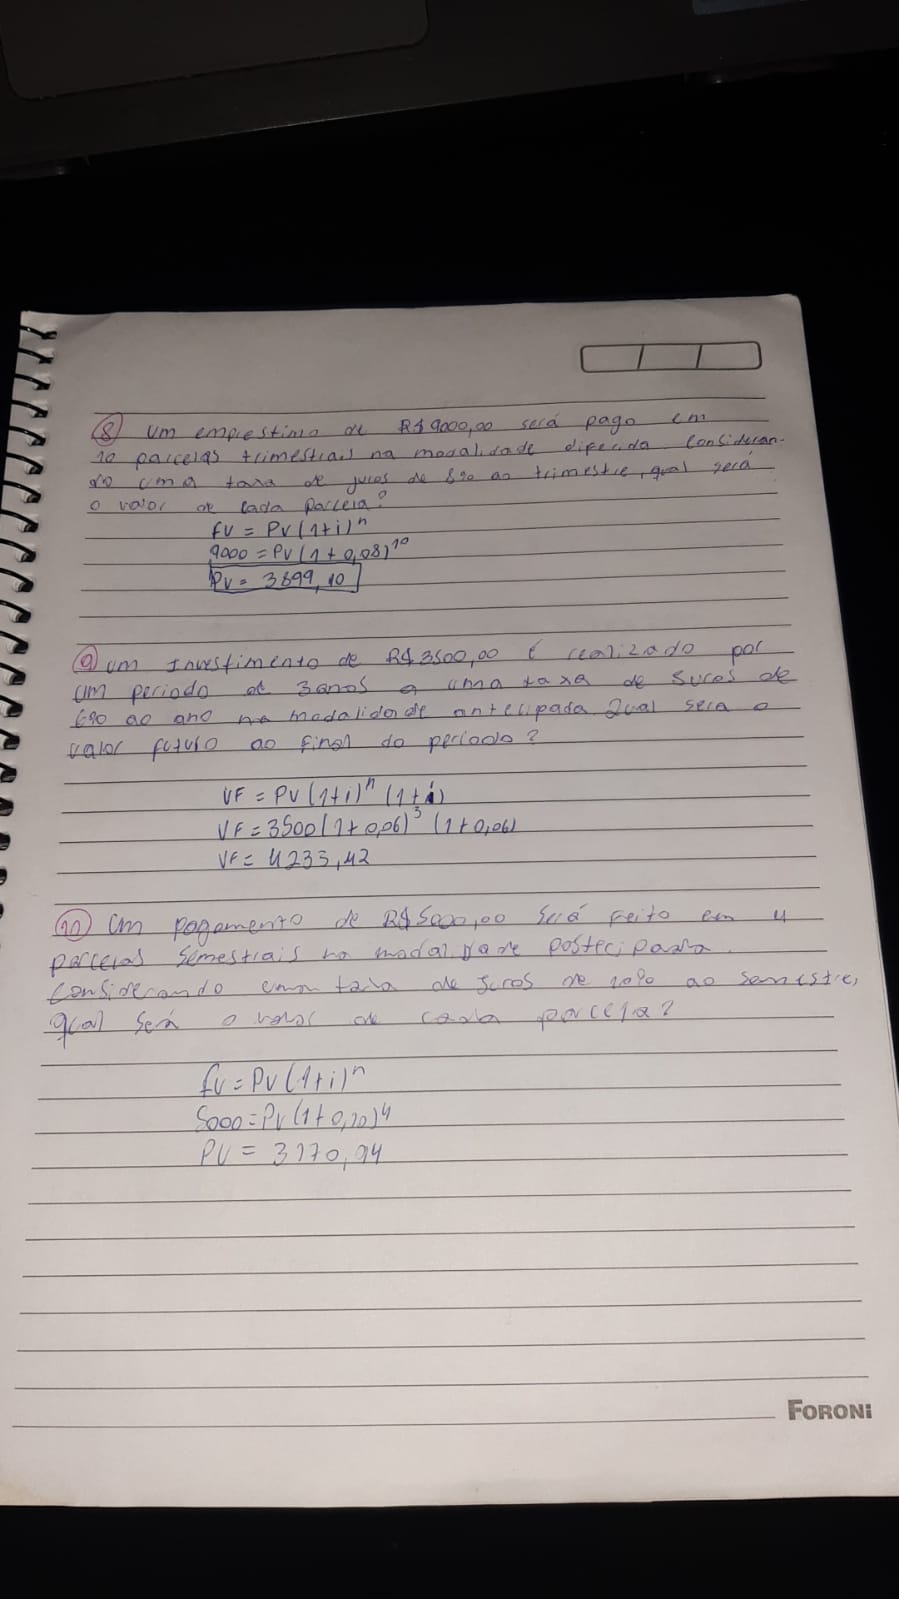 8 Um emprestimo de R$9000,00 será pago em
10 parcelas trimestrais na modalidade diferida Consideran-
do uma taxa de juros de 8% ao trimestre, qual será
o valor de cada parcela?
FV = PV(1+i)^n
9000 = PV(1+0,08)^10
PV = 3899,10
9 Um Investimento de R$3500,00 é realizado por
um periodo de 3 anos a uma taxa de Suros de
6% ao ano na modalidade antecipada Qual sera o
valor futuro ao final do período?
VF = PV(1+i)^n (1+i)
VF = 3500(1+0,06)^3 (1+0,06)
VF = 4233,42
10 Um pagamento de R$5000,00 Será Feito em 4
parcelas Semestrais na modalidade postecipada.
Considerando uma taxa de Juros de 10% ao semestre,
qual Será o valor de cada parcela?
FV = PV(1+i)^n
5000 = PV(1+0,10)^4
PV = 3170,94
FORONI